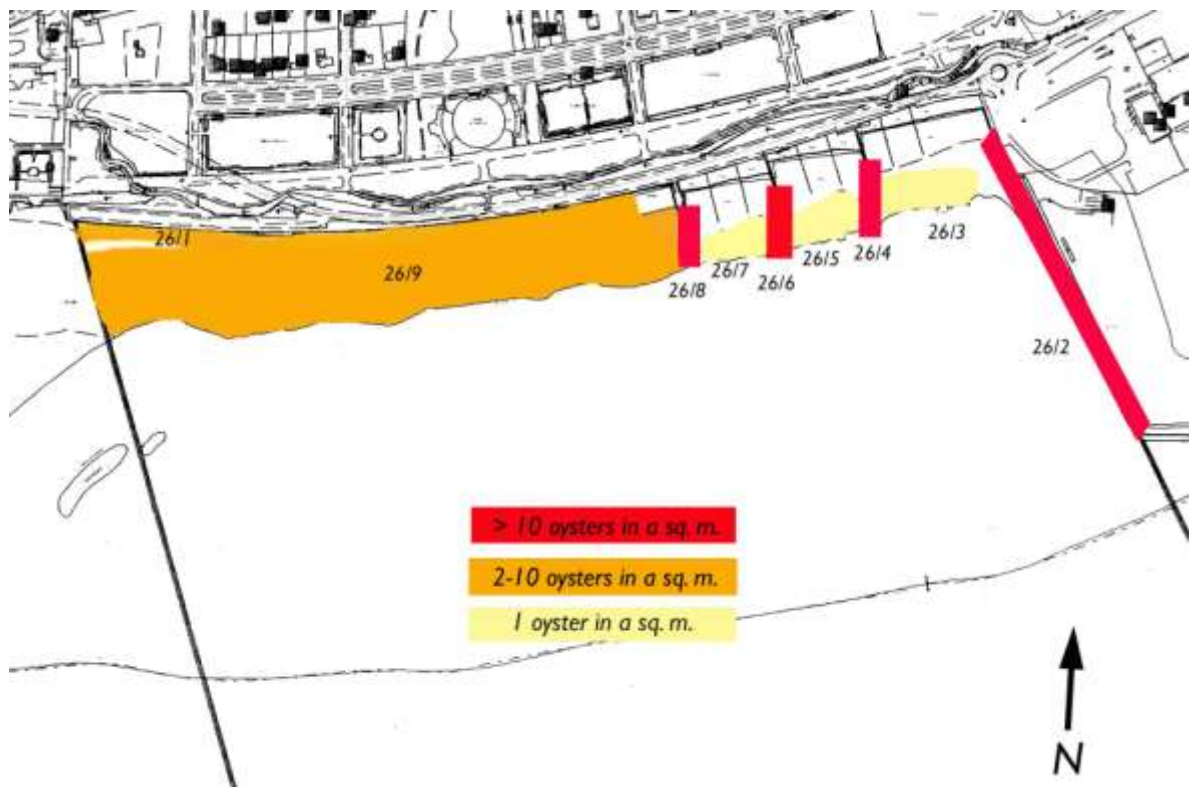 26/1
26/9
26/8
26/7
26/6
26/5
26/4
26/3
26/2
> 10 oysters in a sq. m.
2-10 oysters in a sq. m.
1 oyster in a sq. m.
N